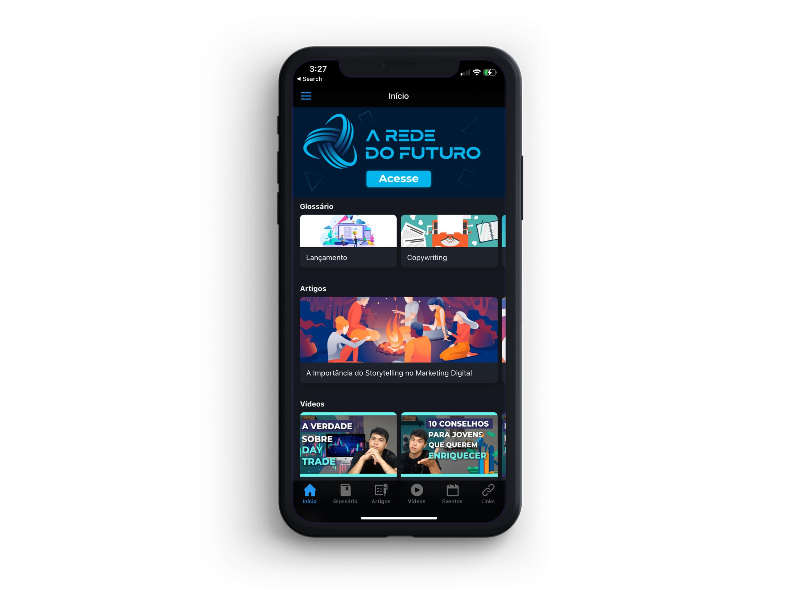 3:27
◀ Search
Início
A REDE
DO FUTURO
Acesse
Glossário
Lançamento
Copywriting
Artigos
A Importância do Storytelling no Marketing Digital
Vídeos
A VERDADE
SOBRE
DAY
TRADE
10 CONSELHOS
PARA JOVENS
QUE QUEREM
ENRIQUECER
Início
Glossário
Artigos
Vídeos
Eventos
Links